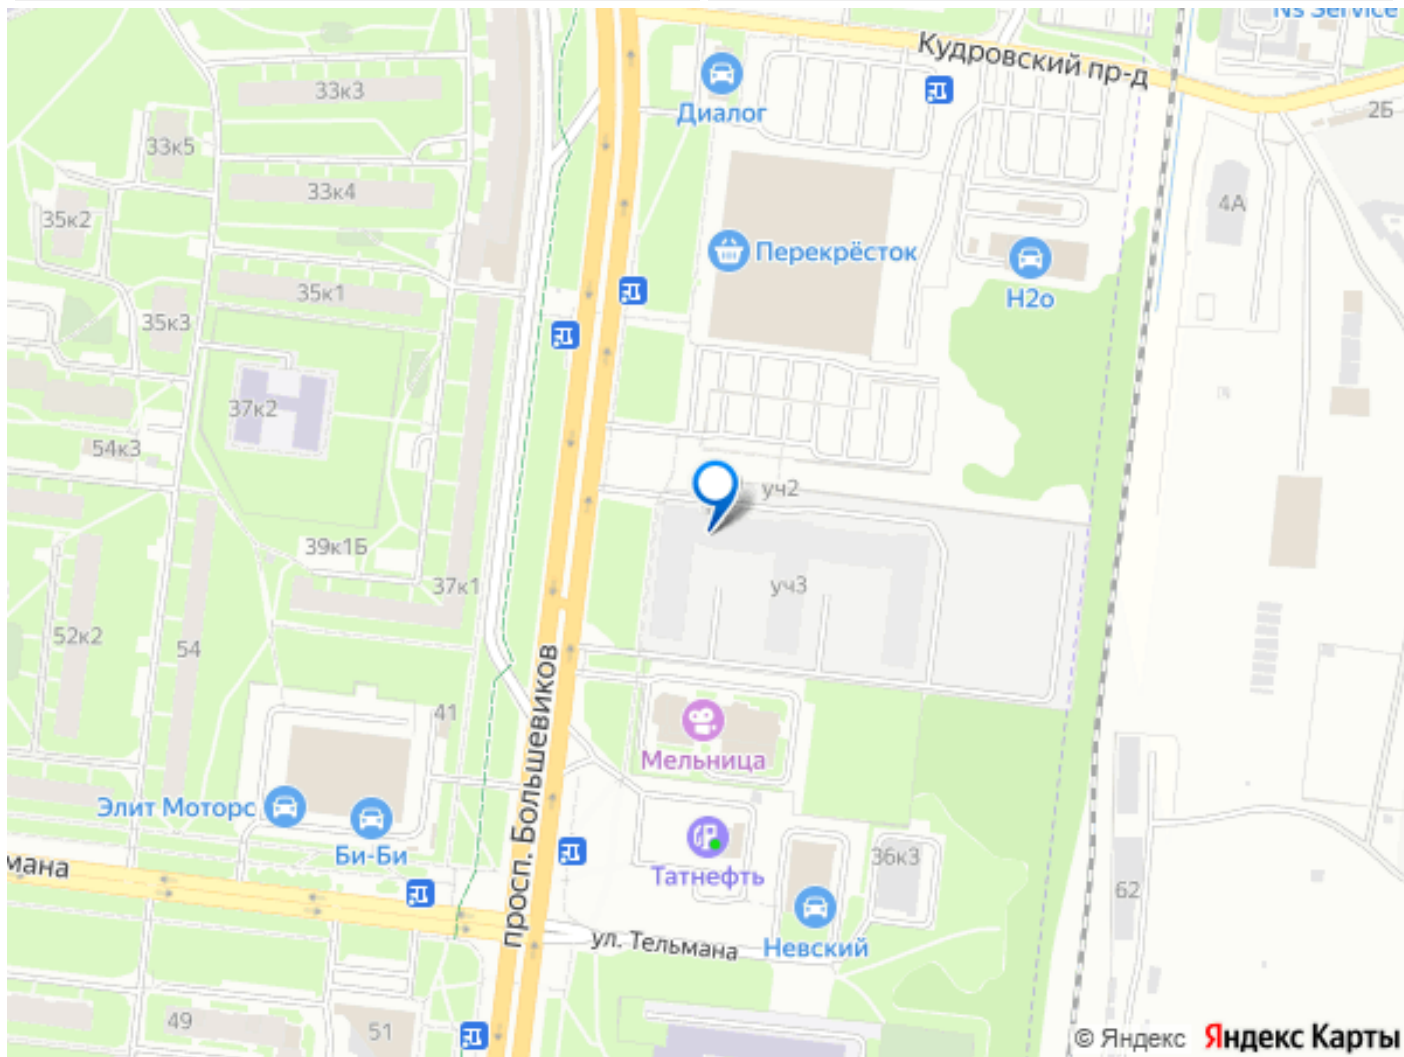 Ns Service
Кудровский пр-д
Диалог
33к3
2Б
33к5
33к4
4А
35к2
Перекрёсток
35к1
Н2о
35к3
37к2
54к3
уч2
39к1Б
37к1
уч3
52к2
54
просп. Большевиков
41
Мельница
Элит Моторс
Би-Би
мана
Татнефть
36к3
62
Невский
ул. Тельмана
49
51
© Яндекс Яндекс Карты